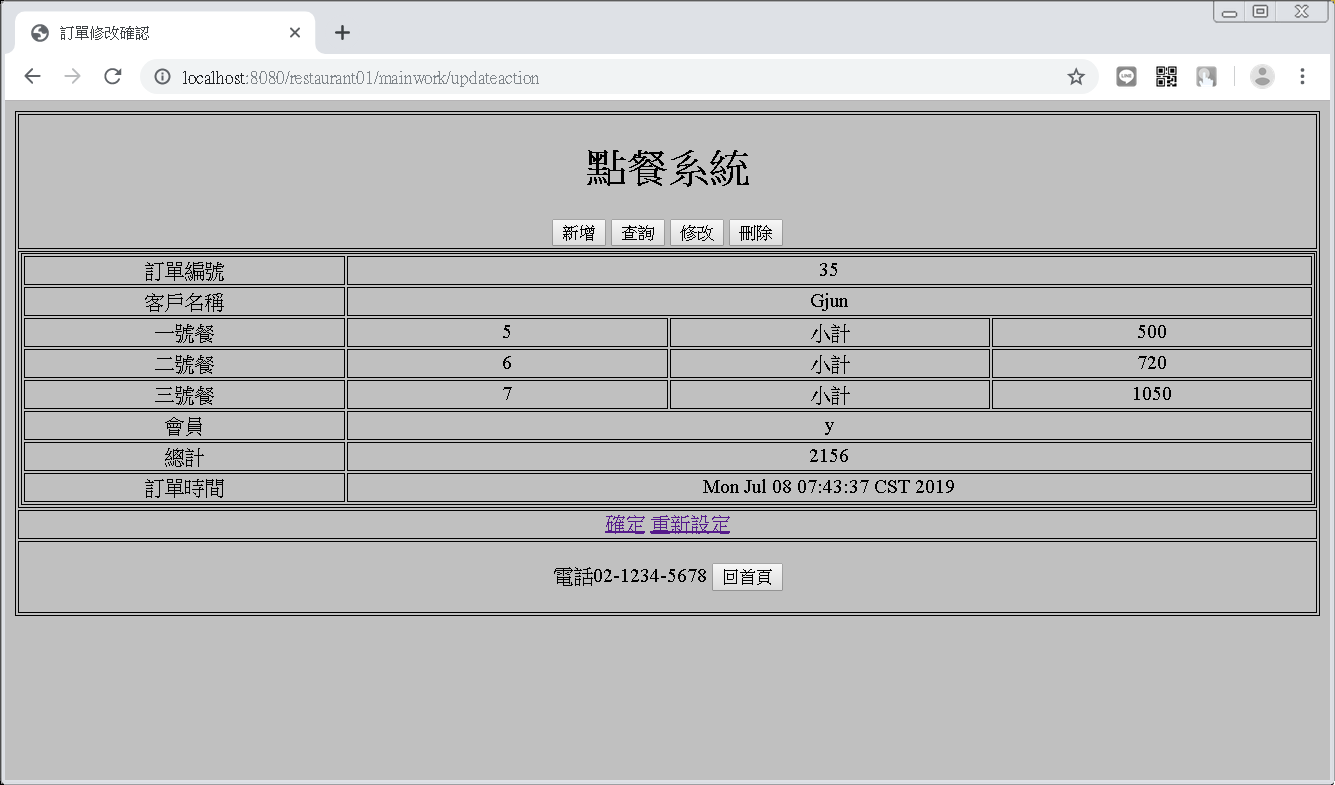 訂單修改確認
localhost:8080/restaurant01/mainwork/updateaction
點餐系統
新增 查詢 修改 刪除
訂單編號 35
客戶名稱 Gjun
一號餐 5 小計 500
二號餐 6 小計 720
三號餐 7 小計 1050
會員 y
總計 2156
訂單時間 Mon Jul 08 07:43:37 CST 2019
確定 重新設定
電話02-1234-5678 回首頁